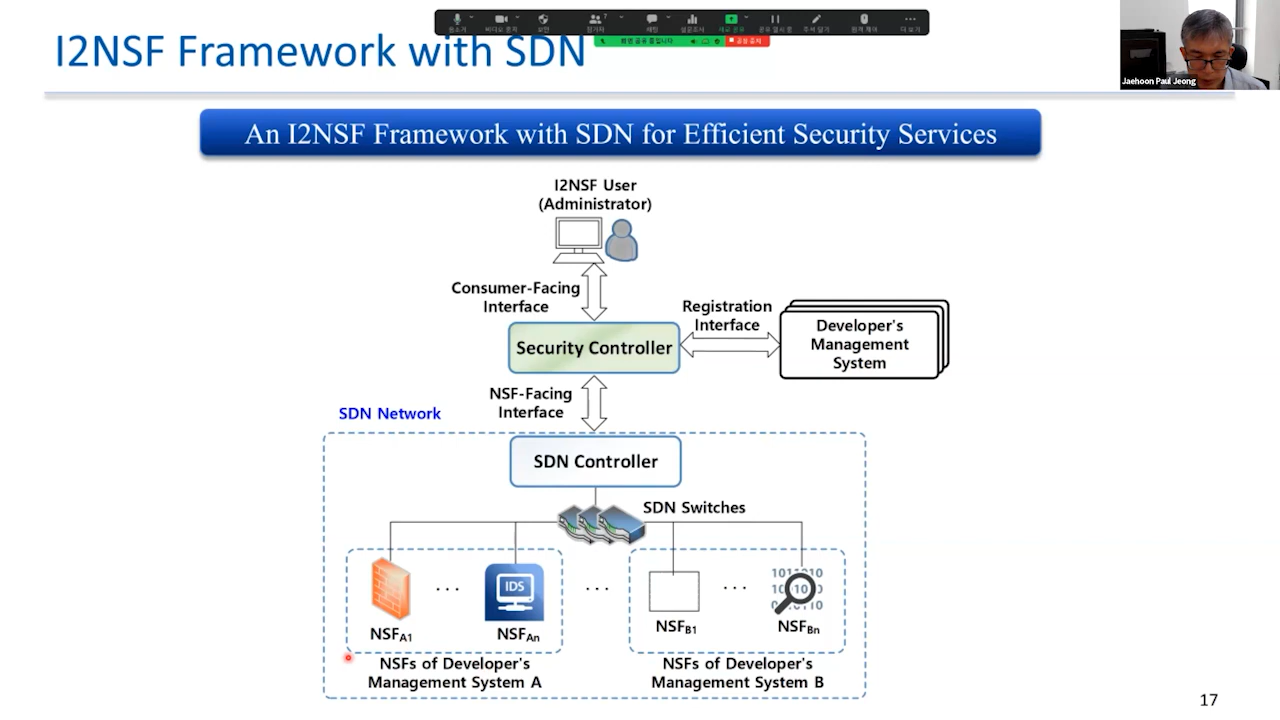 I2NSF Framework with SDN
Jaehoon Paul Jeong
An I2NSF Framework with SDN for Efficient Security Services
I2NSF User
(Administrator)
Consumer-Facing
Interface
Registration
Interface
Developer's
Management
System
Security Controller
NSF-Facing
Interface
SDN Network
SDN Controller
SDN Switches
IDS
...
...
...
NSFA1
NSFAn
NSFB1
NSFBn
NSFs of Developer's
Management System A
NSFs of Developer's
Management System B
17